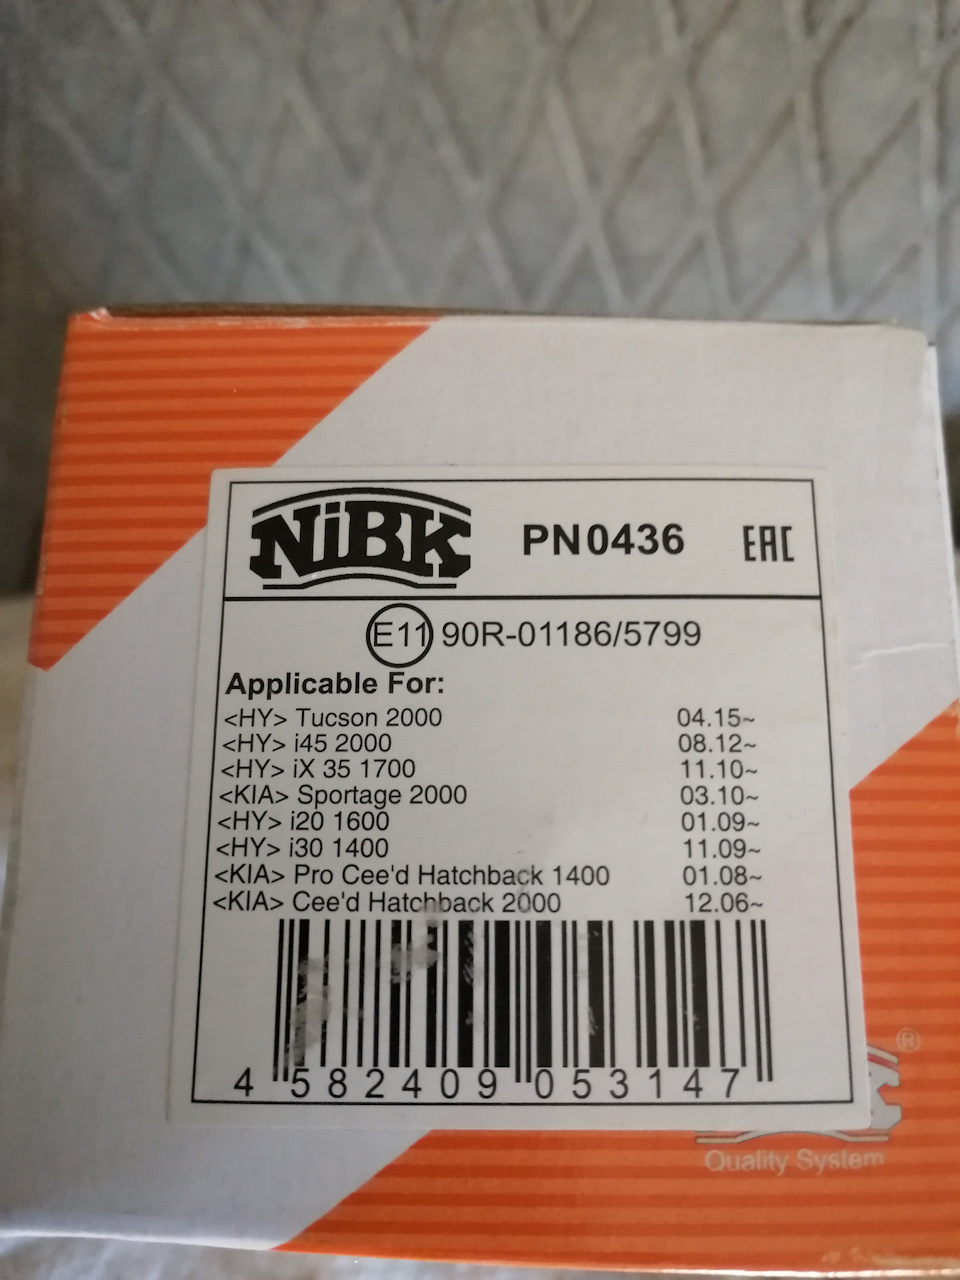 NiBK PN0436 EAC
E11 90R-01186/5799
Applicable For:
<HY> Tucson 2000 04.15~
<HY> i45 2000 08.12~
<HY> iX 35 1700 11.10~
<KIA> Sportage 2000 03.10~
<HY> i20 1600 01.09~
<HY> i30 1400 11.09~
<KIA> Pro Cee'd Hatchback 1400 01.08~
<KIA> Cee'd Hatchback 2000 12.06~
4 582409 053147
®
Quality System